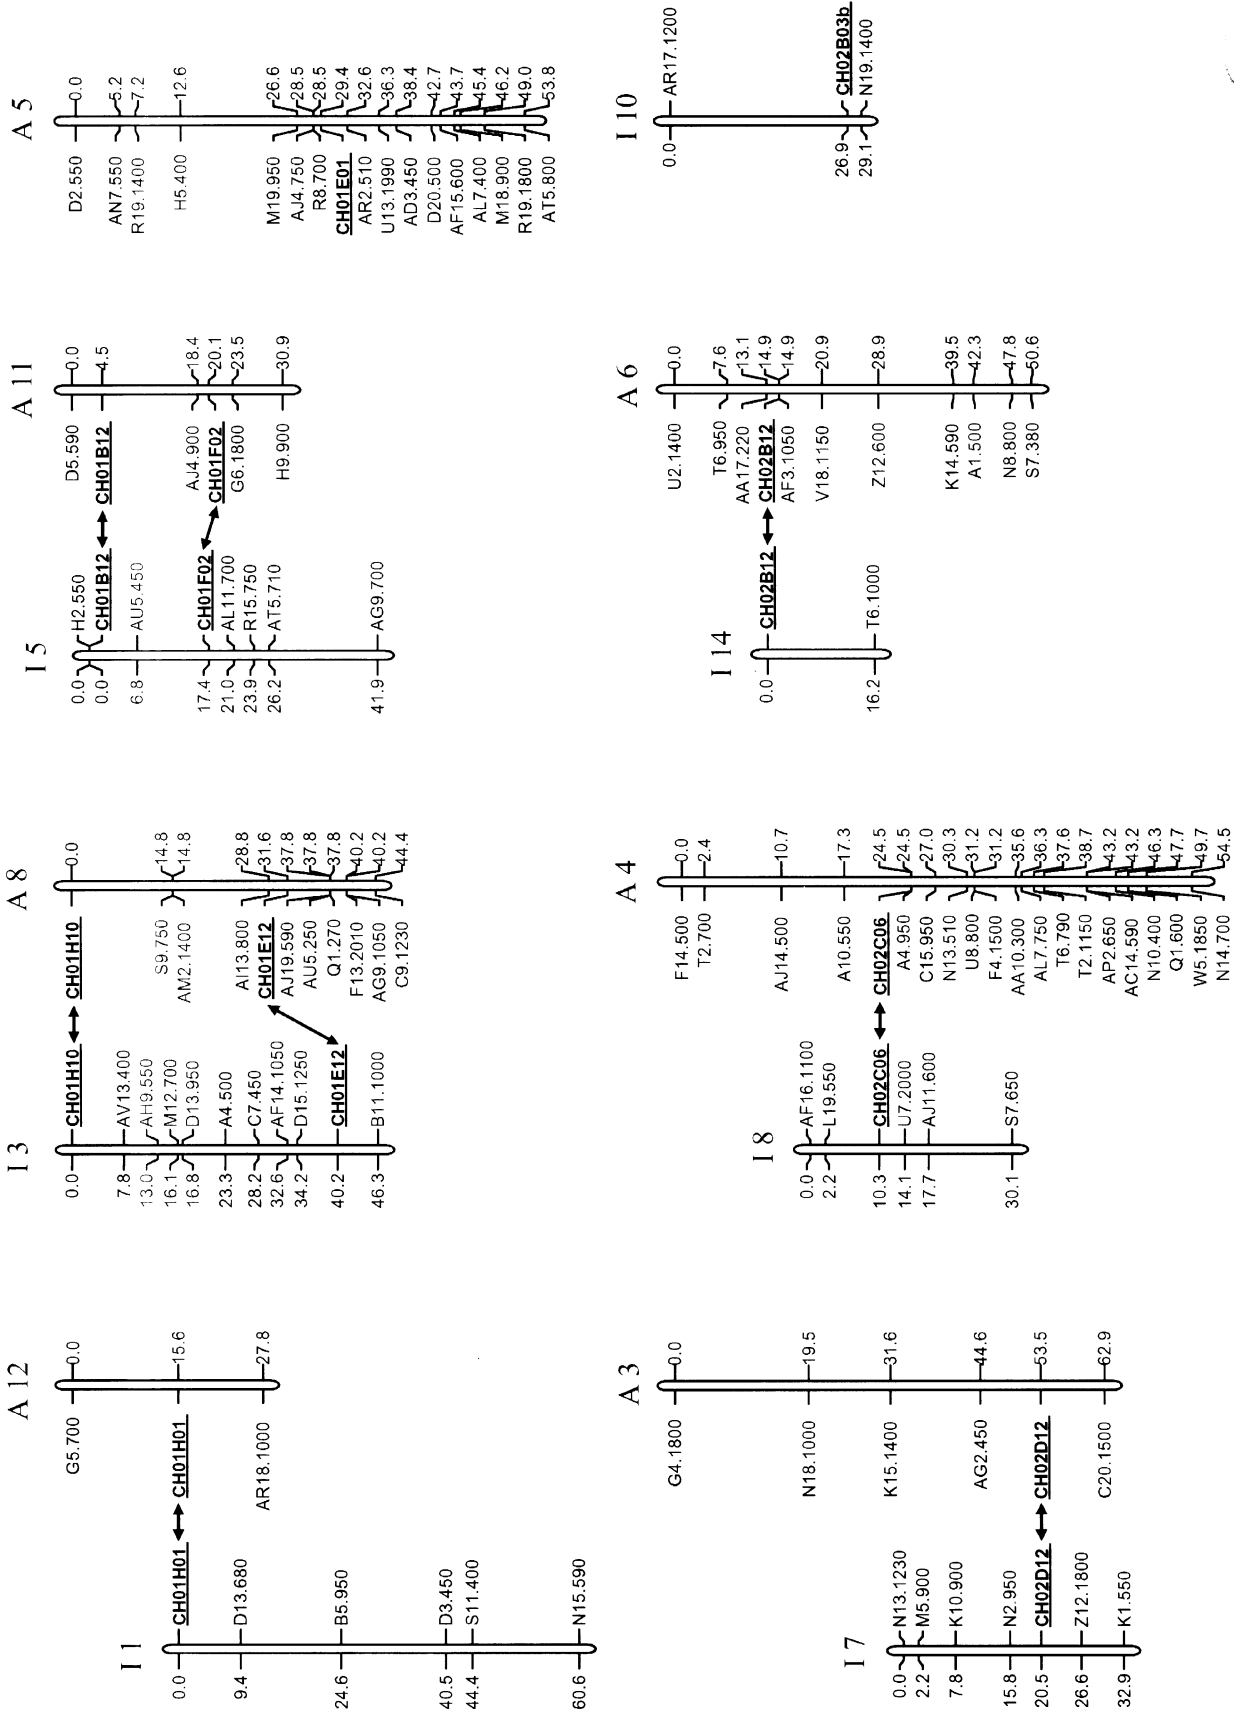 I 1
0.0 CH01H01
9.4 D13.680
24.6 B5.950
40.5 D3.450
44.4 S11.400
60.6 N15.590
A 12
G5.700 0.0
CH01H01 15.6
AR18.1000 27.8
I 3
0.0 CH01H10
7.8 AV13.400
13.0 AH9.550
16.1 M12.700
16.8 D13.950
23.3 A4.500
28.2 C7.450
32.6 AF14.1050
34.2 D15.1250
40.2 CH01E12
46.3 B11.1000
A 8
CH01H10 0.0
S9.750 14.8
AM2.1400 14.8
AI13.800 28.8
CH01E12 31.6
AJ19.590 37.8
AU5.250 37.8
Q1.270 37.8
F13.2010 40.2
AG9.1050 40.2
C9.1230 44.4
I 5
0.0 H2.550
0.0 CH01B12
6.8 AU5.450
17.4 CH01F02
21.0 AL11.700
23.9 R15.750
26.2 AT5.710
41.9 AG9.700
A 11
D5.590 0.0
CH01B12 4.5
AJ4.900 18.4
CH01F02 20.1
G6.1800 23.5
H9.900 30.9
A 5
D2.550 0.0
AN7.550 5.2
R19.1400 7.2
H5.400 12.6
M19.950 26.6
AJ4.750 28.5
R8.700 28.5
CH01E01 29.4
AR2.510 32.6
U13.1990 36.3
AD3.450 38.4
D20.500 42.7
AF15.600 43.7
AL7.400 45.4
M18.900 46.2
R19.1800 49.0
AT5.800 53.8
I 7
0.0 N13.1230
2.2 M5.900
7.8 K10.900
15.8 N2.950
20.5 CH02D12
26.6 Z12.1800
32.9 K1.550
A 3
G4.1800 0.0
N18.1000 19.5
K15.1400 31.6
AG2.450 44.6
CH02D12 53.5
C20.1500 62.9
I 8
0.0 AF16.1100
2.2 L19.550
10.3 CH02C06
14.1 U7.2000
17.7 AJ11.600
30.1 S7.650
A 4
F14.500 0.0
T2.700 2.4
AJ14.500 10.7
A10.550 17.3
CH02C06 24.5
A4.950 24.5
C15.950 27.0
N13.510 30.3
U8.800 31.2
F4.1500 31.2
AA10.300 35.6
AL7.750 36.3
T6.790 37.6
T2.1150 38.7
AP2.650 43.2
AC14.590 43.2
N10.400 46.3
Q1.600 47.7
W5.1850 49.7
N14.700 54.5
I 14
0.0 CH02B12
16.2 T6.1000
A 6
U2.1400 0.0
T6.950 7.6
AA17.220 13.1
CH02B12 14.9
AF3.1050 14.9
V18.1150 20.9
Z12.600 28.9
K14.590 39.5
A1.500 42.3
N8.800 47.8
S7.380 50.6
I 10
0.0 AR17.1200
26.9 CH02B03b
29.1 N19.1400